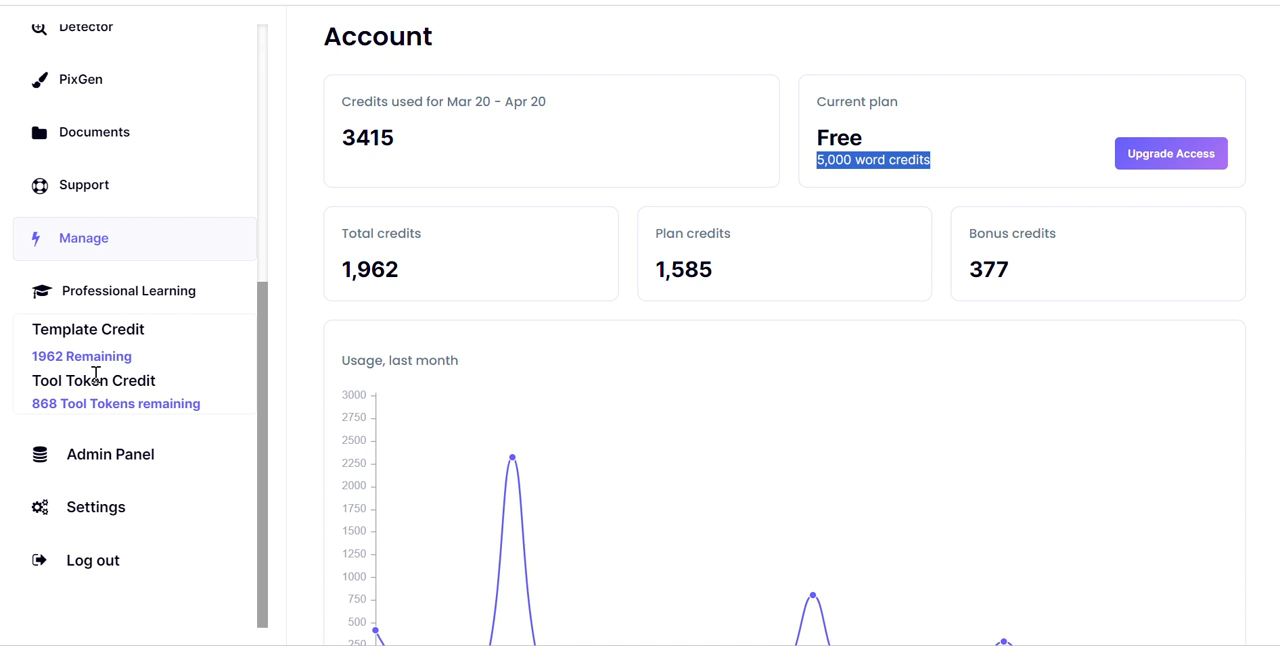 Detector
PixGen
Documents
Support
Manage
Professional Learning
Template Credit
1962 Remaining
Tool Token Credit
868 Tool Tokens remaining
Admin Panel
Settings
Log out
Account
Credits used for Mar 20 - Apr 20
3415
Current plan
Free
5,000 word credits
Upgrade Access
Total credits
1,962
Plan credits
1,585
Bonus credits
377
Usage, last month
3000
2750
2500
2250
2000
1750
1500
1250
1000
750
500
250